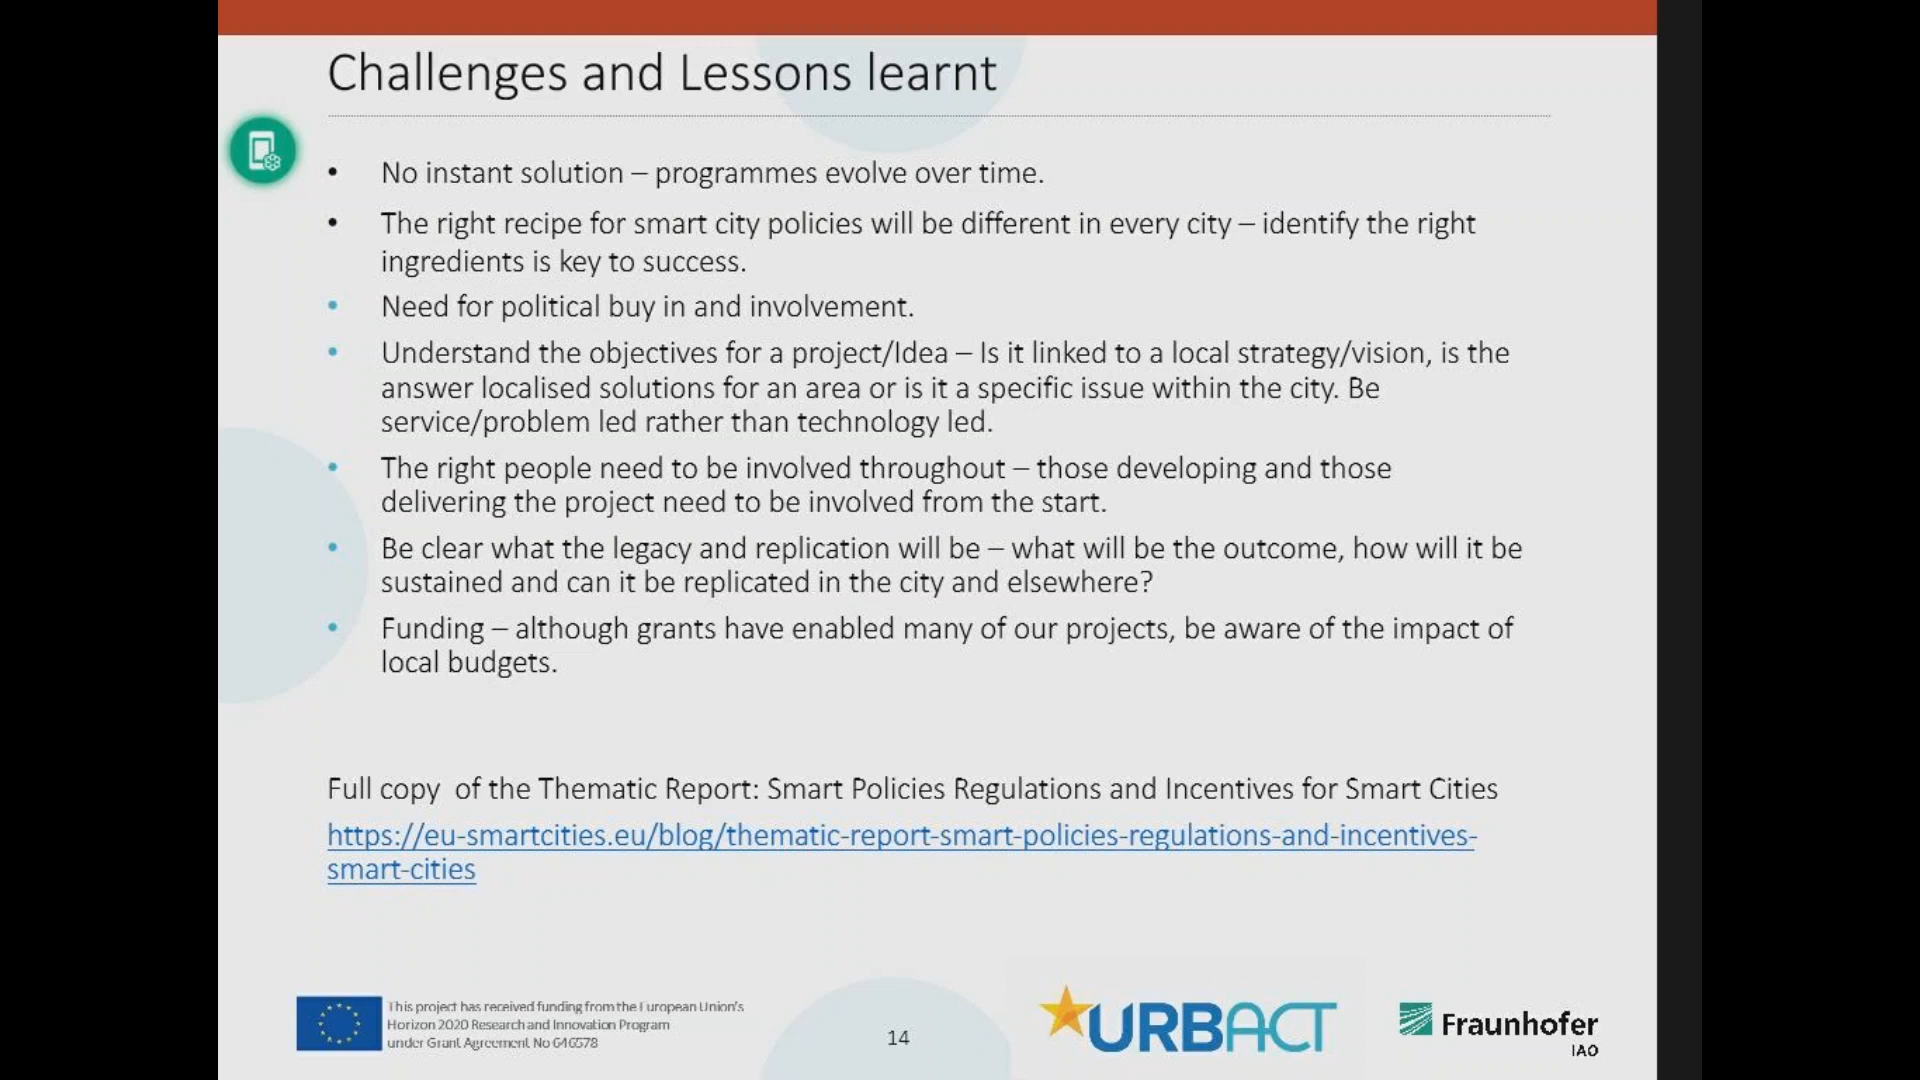 Challenges and Lessons learnt
• No instant solution – programmes evolve over time.
• The right recipe for smart city policies will be different in every city – identify the right
ingredients is key to success.
• Need for political buy in and involvement.
• Understand the objectives for a project/Idea – Is it linked to a local strategy/vision, is the
answer localised solutions for an area or is it a specific issue within the city. Be
service/problem led rather than technology led.
• The right people need to be involved throughout – those developing and those
delivering the project need to be involved from the start.
• Be clear what the legacy and replication will be – what will be the outcome, how will it be
sustained and can it be replicated in the city and elsewhere?
• Funding – although grants have enabled many of our projects, be aware of the impact of
local budgets.
Full copy of the Thematic Report: Smart Policies Regulations and Incentives for Smart Cities
https://eu-smartcities.eu/blog/thematic-report-smart-policies-regulations-and-incentives-
smart-cities
This project has received funding from the European Union's
Horizon 2020 Research and Innovation Program
under Grant Agreement No 646578
14
URBACT
Fraunhofer
IAO